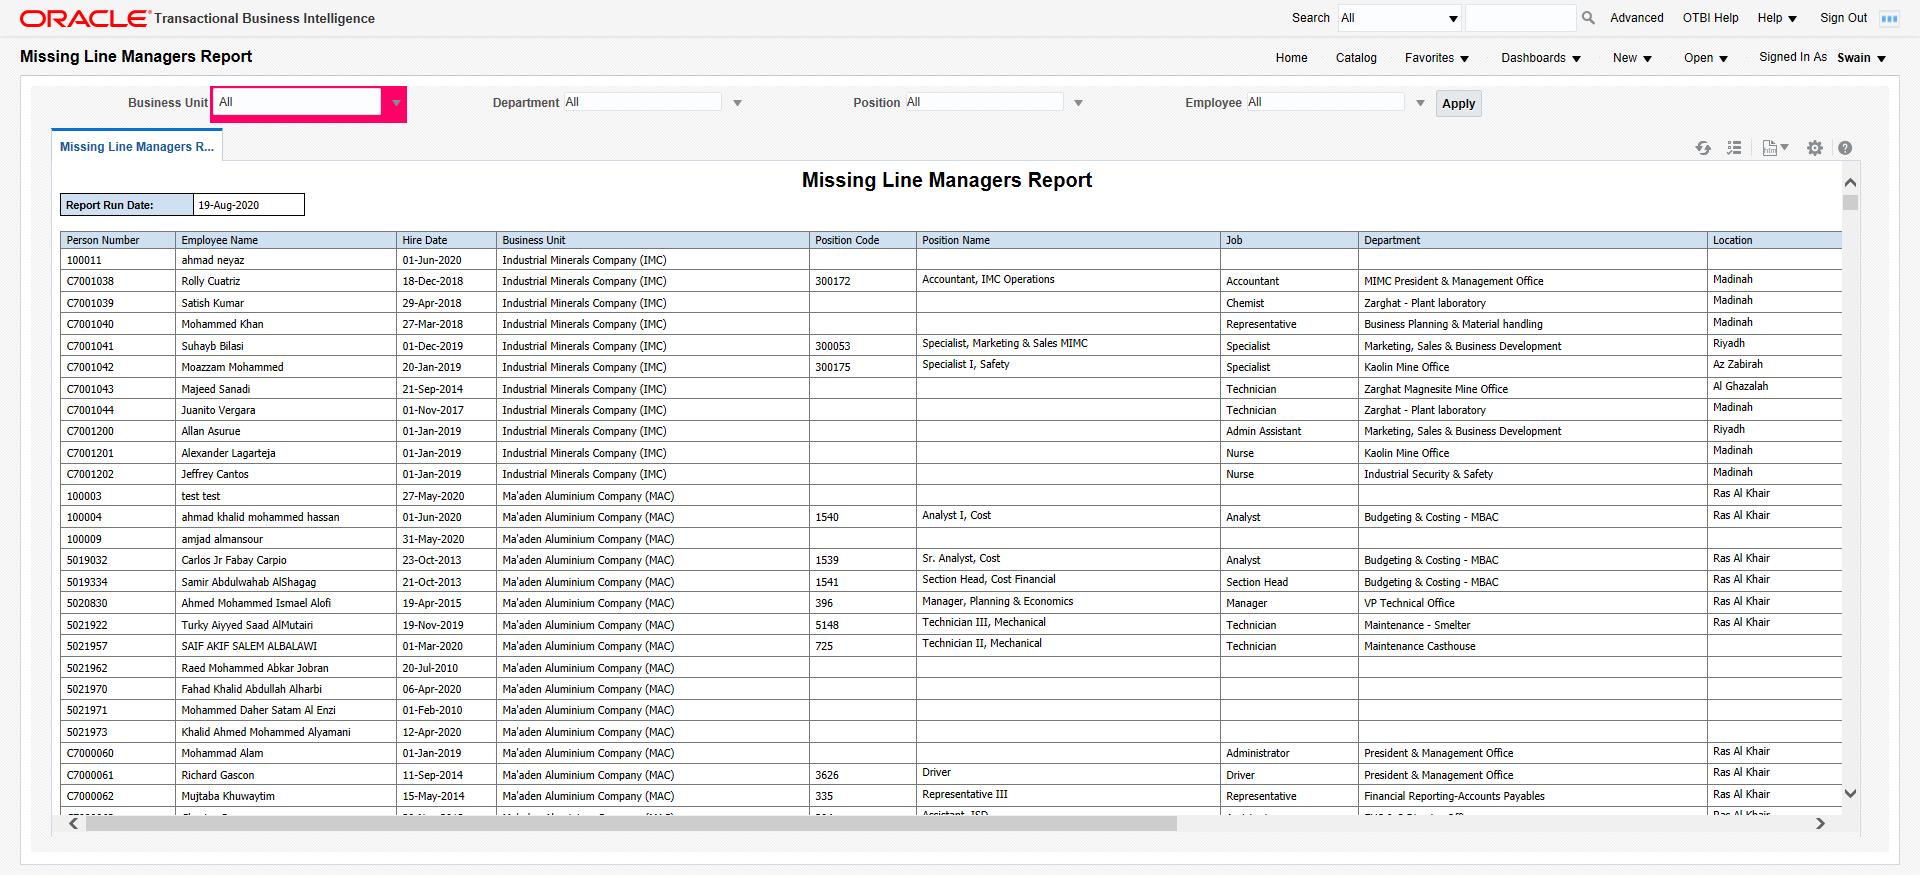 ORACLE Transactional Business Intelligence Search All Advanced OTBI Help Help Sign Out
Missing Line Managers Report Home Catalog Favorites Dashboards New Open Signed In As Swain
Business Unit All Department All Position All Employee All Apply
Missing Line Managers R...
Missing Line Managers Report
Report Run Date: 19-Aug-2020
Person Number Employee Name Hire Date Business Unit Position Code Position Name Job Department Location
100011 ahmad neyaz 01-Jun-2020 Industrial Minerals Company (IMC)
C7001038 Rolly Cuatriz 18-Dec-2018 Industrial Minerals Company (IMC) 300172 Accountant, IMC Operations Accountant MIMC President & Management Office Madinah
C7001039 Satish Kumar 29-Apr-2018 Industrial Minerals Company (IMC) Chemist Zarghat - Plant laboratory Madinah
C7001040 Mohammed Khan 27-Mar-2018 Industrial Minerals Company (IMC) Representative Business Planning & Material handling Madinah
C7001041 Suhayb Bilasi 01-Dec-2019 Industrial Minerals Company (IMC) 300053 Specialist, Marketing & Sales MIMC Specialist Marketing, Sales & Business Development Riyadh
C7001042 Moazzam Mohammed 20-Jan-2019 Industrial Minerals Company (IMC) 300175 Specialist I, Safety Specialist Kaolin Mine Office Az Zabirah
C7001043 Majeed Sanadi 21-Sep-2014 Industrial Minerals Company (IMC) Technician Zarghat Magnesite Mine Office Al Ghazalah
C7001044 Juanito Vergara 01-Nov-2017 Industrial Minerals Company (IMC) Technician Zarghat - Plant laboratory Madinah
C7001200 Allan Asurue 01-Jan-2019 Industrial Minerals Company (IMC) Admin Assistant Marketing, Sales & Business Development Riyadh
C7001201 Alexander Lagarteja 01-Jan-2019 Industrial Minerals Company (IMC) Nurse Kaolin Mine Office Madinah
C7001202 Jeffrey Cantos 01-Jan-2019 Industrial Minerals Company (IMC) Nurse Industrial Security & Safety Madinah
100003 test test 27-May-2020 Ma'aden Aluminium Company (MAC) Ras Al Khair
100004 ahmad khalid mohammed hassan 01-Jun-2020 Ma'aden Aluminium Company (MAC) 1540 Analyst I, Cost Analyst Budgeting & Costing - MBAC Ras Al Khair
100009 amjad almansour 31-May-2020 Ma'aden Aluminium Company (MAC)
5019032 Carlos Jr Fabay Carpio 23-Oct-2013 Ma'aden Aluminium Company (MAC) 1539 Sr. Analyst, Cost Analyst Budgeting & Costing - MBAC Ras Al Khair
5019334 Samir Abdulwahab AlShagag 21-Oct-2013 Ma'aden Aluminium Company (MAC) 1541 Section Head, Cost Financial Section Head Budgeting & Costing - MBAC Ras Al Khair
5020830 Ahmed Mohammed Ismael Alofi 19-Apr-2015 Ma'aden Aluminium Company (MAC) 396 Manager, Planning & Economics Manager VP Technical Office Ras Al Khair
5021922 Turky Aiyyed Saad AlMutairi 19-Nov-2019 Ma'aden Aluminium Company (MAC) 5148 Technician III, Mechanical Technician Maintenance - Smelter Ras Al Khair
5021957 SAIF AKIF SALEM ALBALAWI 01-Mar-2020 Ma'aden Aluminium Company (MAC) 725 Technician II, Mechanical Technician Maintenance Casthouse
5021962 Raed Mohammed Abkar Jobran 20-Jul-2010 Ma'aden Aluminium Company (MAC)
5021970 Fahad Khalid Abdullah Alharbi 06-Apr-2020 Ma'aden Aluminium Company (MAC)
5021971 Mohammed Daher Satam Al Enzi 01-Feb-2010 Ma'aden Aluminium Company (MAC)
5021973 Khalid Ahmed Mohammed Alyamani 12-Apr-2020 Ma'aden Aluminium Company (MAC)
C7000060 Mohammad Alam 01-Jan-2019 Ma'aden Aluminium Company (MAC) Administrator President & Management Office Ras Al Khair
C7000061 Richard Gascon 11-Sep-2014 Ma'aden Aluminium Company (MAC) 3626 Driver Driver President & Management Office Ras Al Khair
C7000062 Mujtaba Khuwaytim 15-May-2014 Ma'aden Aluminium Company (MAC) 335 Representative III Representative Financial Reporting-Accounts Payables Ras Al Khair